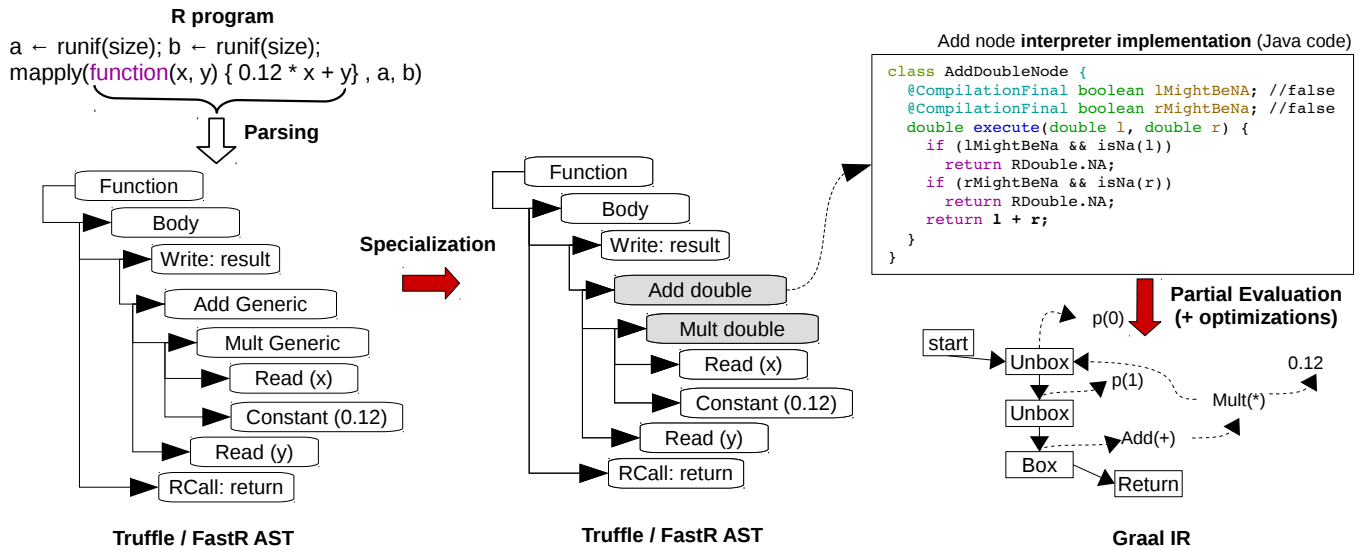 R program
a ← runif(size); b ← runif(size);
mapply(function(x, y) { 0.12 * x + y} , a, b)
Parsing
Function
Body
Write: result
Add Generic
Mult Generic
Read (x)
Constant (0.12)
Read (y)
RCall: return
Truffle / FastR AST
Specialization
Function
Body
Write: result
Add double
Mult double
Read (x)
Constant (0.12)
Read (y)
RCall: return
Truffle / FastR AST
Add node interpreter implementation (Java code)
class AddDoubleNode {
@CompilationFinal boolean lMightBeNA; //false
@CompilationFinal boolean rMightBeNa; //false
double execute(double l, double r) {
if (lMightBeNa && isNa(l))
return RDouble.NA;
if (rMightBeNa && isNa(r))
return RDouble.NA;
return l + r;
}
}
Partial Evaluation
(+ optimizations)
p(0)
start
Unbox
p(1)
0.12
Mult(*)
Unbox
Add(+)
Box
Return
Graal IR